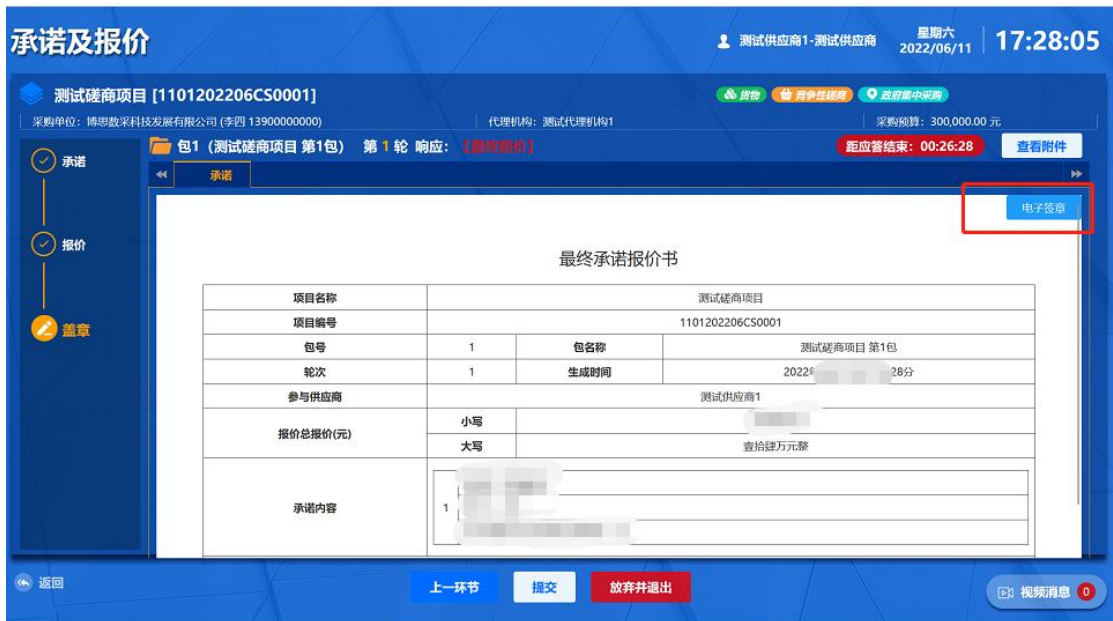 承诺及报价
测试供应商1-测试供应商
星期六
2022/06/11
17:28:05
测试磋商项目 [1101202206CS0001]
货物
竞争性磋商
政府集中采购
采购单位：博思数采科技发展有限公司 (李四 13900000000)
代理机构：测试代理机构1
采购预算：300,000.00 元
承诺
报价
盖章
包1（测试磋商项目 第1包） 第 1 轮 响应：【最终报价】
距应答结束：00:26:28
查看附件
承诺
电子签章
最终承诺报价书
项目名称 测试磋商项目
项目编号 1101202206CS0001
包号 1 包名称 测试磋商项目 第1包
轮次 1 生成时间 2022 28分
参与供应商 测试供应商1
报价总报价(元) 小写
大写 壹拾肆万元整
承诺内容 1
返回
上一环节
提交
放弃并退出
视频消息 0